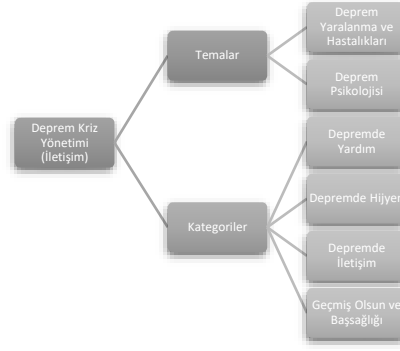 Deprem Kriz
Yönetimi
(İletişim)
Temalar
Deprem
Yaralanma ve
Hastalıkları
Deprem
Psikolojisi
Kategoriler
Depremde
Yardım
Depremde Hijyen
Depremde
İletişim
Geçmiş Olsun ve
Başsağlığı